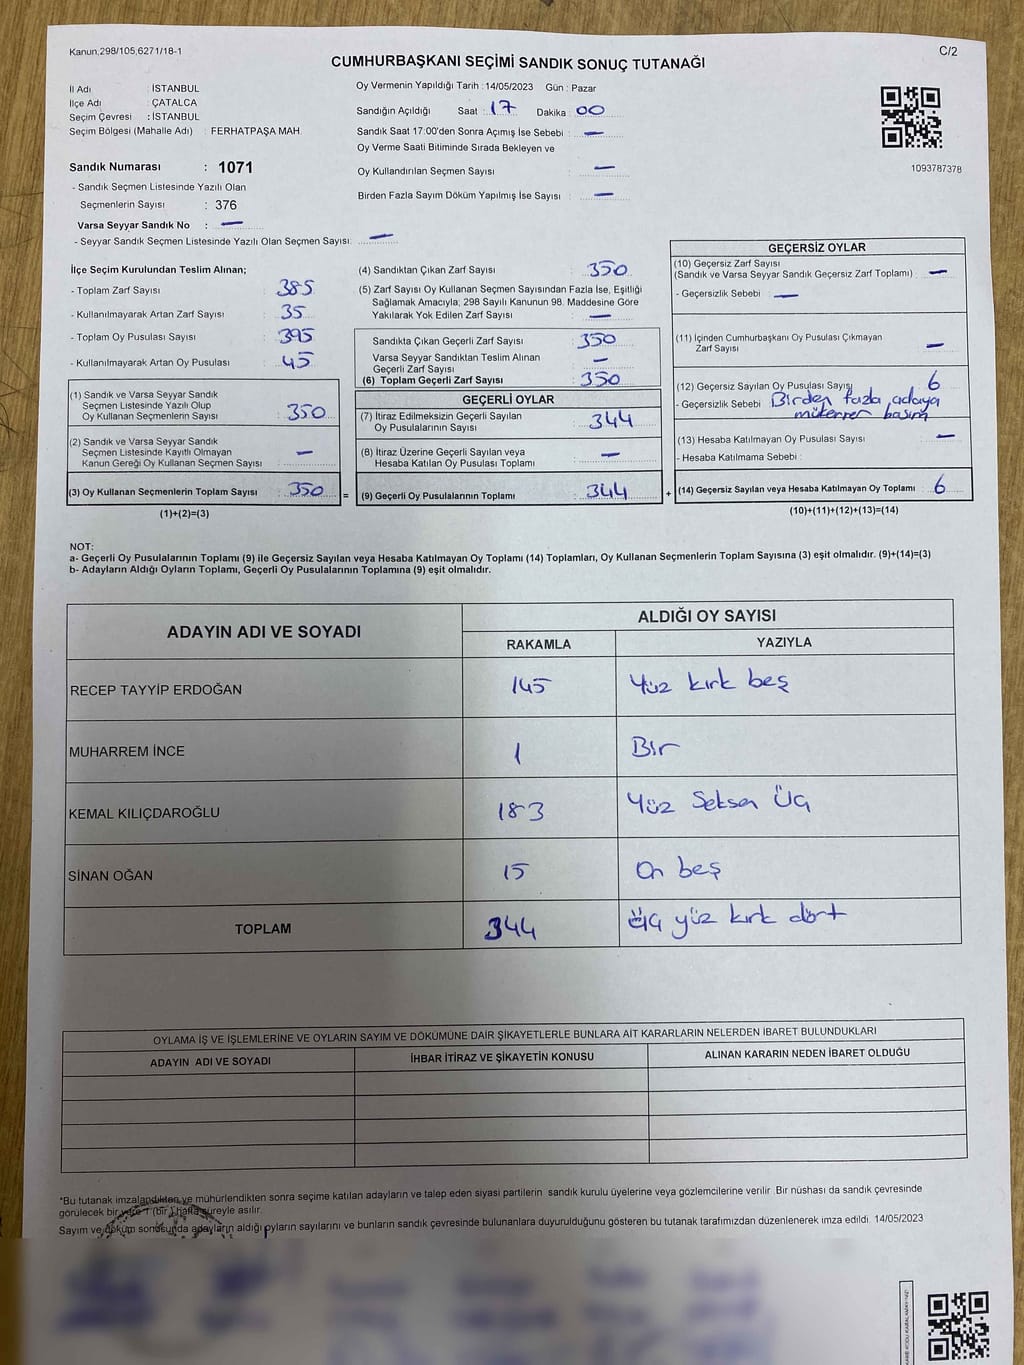 Kanun,298/105,6271/18-1
C/2
CUMHURBAŞKANI SEÇİMİ SANDIK SONUÇ TUTANAĞI
İl Adı : İSTANBUL
İlçe Adı : ÇATALCA
Seçim Çevresi : İSTANBUL
Seçim Bölgesi (Mahalle Adı) : FERHATPAŞA MAH.
Sandık Numarası : 1071
- Sandık Seçmen Listesinde Yazılı Olan
Seçmenlerin Sayısı : 376
Varsa Seyyar Sandık No : —
- Seyyar Sandık Seçmen Listesinde Yazılı Olan Seçmen Sayısı: —
Oy Vermenin Yapıldığı Tarih : 14/05/2023 Gün : Pazar
Sandığın Açıldığı Saat : 17 Dakika : 00
Sandık Saat 17:00'den Sonra Açımış İse Sebebi : —
Oy Verme Saati Bitiminde Sırada Bekleyen ve
Oy Kullandırılan Seçmen Sayısı : —
Birden Fazla Sayım Döküm Yapılmış İse Sayısı : —
1093787378
İlçe Seçim Kurulundan Teslim Alınan;
- Toplam Zarf Sayısı : 385
- Kullanılmayarak Artan Zarf Sayısı : 35
- Toplam Oy Pusulası Sayısı : 395
- Kullanılmayarak Artan Oy Pusulası : 45
(1) Sandık ve Varsa Seyyar Sandık
Seçmen Listesinde Yazılı Olup
Oy Kullanan Seçmenlerin Sayısı : 350
(2) Sandık ve Varsa Seyyar Sandık
Seçmen Listesinde Kayıtlı Olmayan
Kanun Gereği Oy Kullanan Seçmen Sayısı : —
(3) Oy Kullanan Seçmenlerin Toplam Sayısı : 350 =
(1)+(2)=(3)
(4) Sandıktan Çıkan Zarf Sayısı : 350
(5) Zarf Sayısı Oy Kullanan Seçmen Sayısından Fazla İse, Eşitliği
Sağlamak Amacıyla; 298 Sayılı Kanunun 98. Maddesine Göre
Yakılarak Yok Edilen Zarf Sayısı : —
Sandıkta Çıkan Geçerli Zarf Sayısı : 350
Varsa Seyyar Sandıktan Teslim Alınan
Geçerli Zarf Sayısı : —
(6) Toplam Geçerli Zarf Sayısı : 350
GEÇERLİ OYLAR
(7) İtiraz Edilmeksizin Geçerli Sayılan
Oy Pusulalarının Sayısı : 344
(8) İtiraz Üzerine Geçerli Sayılan veya
Hesaba Katılan Oy Pusulası Toplamı : —
(9) Geçerli Oy Pusulalarının Toplamı : 344 +
GEÇERSİZ OYLAR
(10) Geçersiz Zarf Sayısı
(Sandık ve Varsa Seyyar Sandık Geçersiz Zarf Toplamı) : —
- Geçersizlik Sebebi : —
(11) İçinden Cumhurbaşkanı Oy Pusulası Çıkmayan
Zarf Sayısı : —
(12) Geçersiz Sayılan Oy Pusulası Sayısı : 6
- Geçersizlik Sebebi : Birden fazla adaya
mükerrer basım
(13) Hesaba Katılmayan Oy Pusulası Sayısı : —
- Hesaba Katılmama Sebebi :
(14) Geçersiz Sayılan veya Hesaba Katılmayan Oy Toplamı : 6
(10)+(11)+(12)+(13)=(14)
NOT:
a- Geçerli Oy Pusulalarının Toplamı (9) ile Geçersiz Sayılan veya Hesaba Katılmayan Oy Toplamı (14) Toplamları, Oy Kullanan Seçmenlerin Toplam Sayısına (3) eşit olmalıdır. (9)+(14)=(3)
b- Adayların Aldığı Oyların Toplamı, Geçerli Oy Pusulalarının Toplamına (9) eşit olmalıdır.
ADAYIN ADI VE SOYADI
ALDIĞI OY SAYISI
RAKAMLA YAZIYLA
RECEP TAYYİP ERDOĞAN 145 Yüz kırk beş
MUHARREM İNCE 1 Bir
KEMAL KILIÇDAROĞLU 183 Yüz Seksen Üç
SİNAN OĞAN 15 On beş
TOPLAM 344 üç yüz kırk dört
OYLAMA İŞ VE İŞLEMLERİNE VE OYLARIN SAYIM VE DÖKÜMÜNE DAİR ŞİKAYETLERLE BUNLARA AİT KARARLARIN NELERDEN İBARET BULUNDUKLARI
ADAYIN ADI VE SOYADI İHBAR İTİRAZ VE ŞİKAYETİN KONUSU ALINAN KARARIN NEDEN İBARET OLDUĞU
*Bu tutanak imzalandıktan ve mühürlendikten sonra seçime katılan adayların ve talep eden siyasi partilerin sandık kurulu üyelerine veya gözlemcilerine verilir. Bir nüshası da sandık çevresinde
görülecek bir yere 1 (bir ) hafta süreyle asılır.
Sayım ve döküm sonosunda adayların aldığı oyların sayılarını ve bunların sandık çevresinde bulunanlara duyurulduğunu gösteren bu tutanak tarafımızdan düzenlenerek imza edildi. 14/05/2023